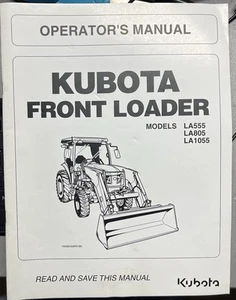 OPERATOR'S MANUAL
KUBOTA
FRONT LOADER
MODELS LA555
LA805
LA1055
READ AND SAVE THIS MANUAL
Kubota